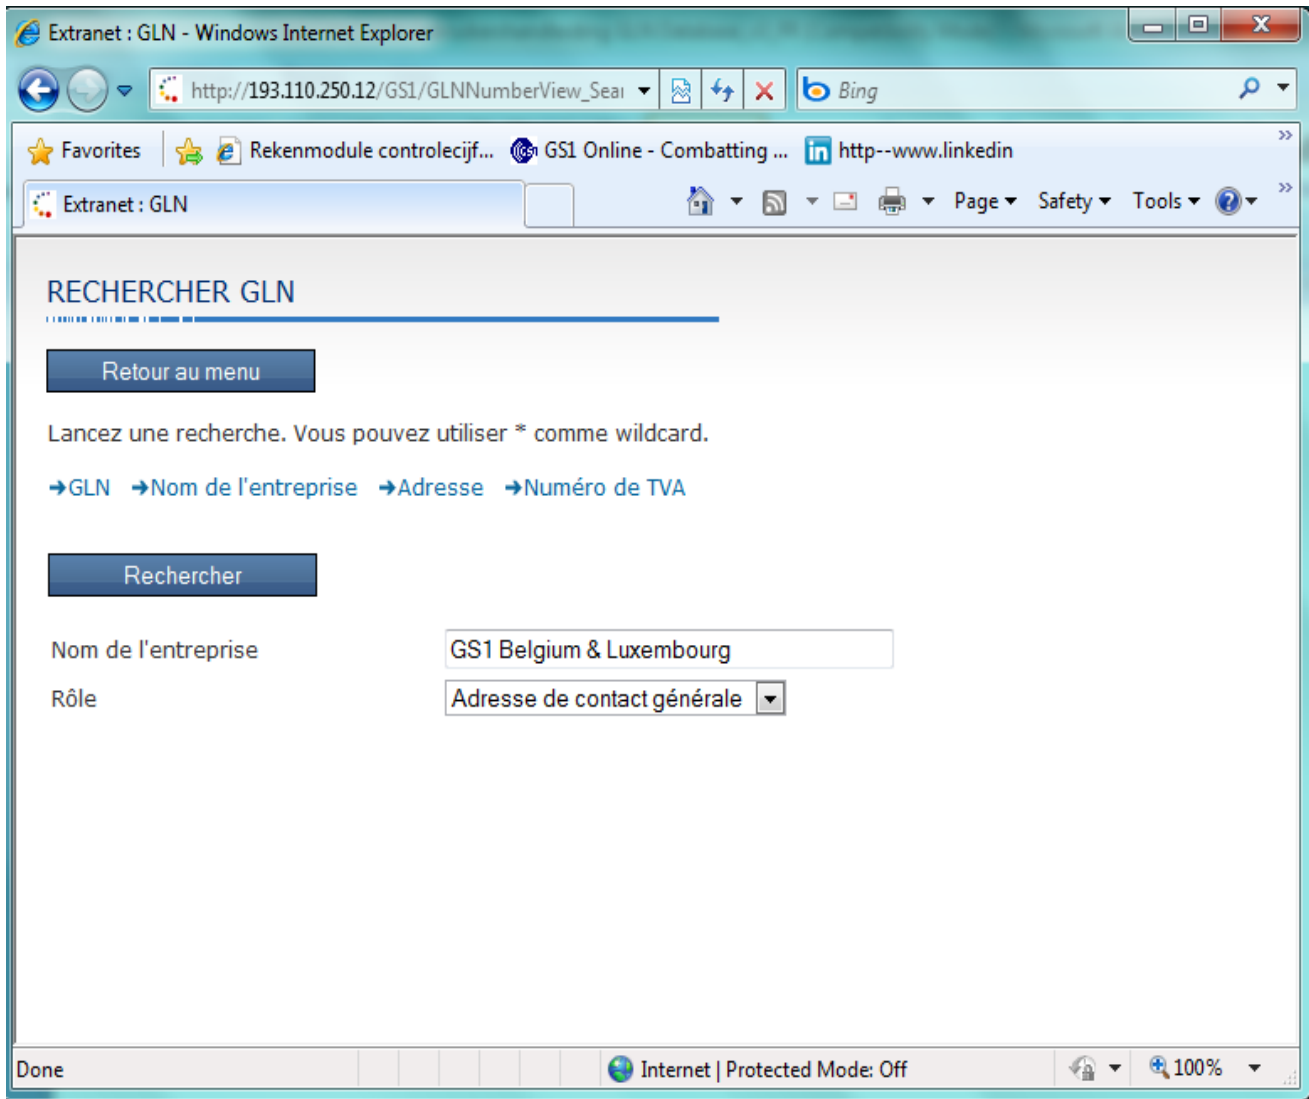 Extranet : GLN - Windows Internet Explorer
http://193.110.250.12/GS1/GLNNumberView_Sear
Bing
Favorites
Rekenmodule controlecijf...
GS1 Online - Combatting ...
http--www.linkedin
Extranet : GLN
Page
Safety
Tools
RECHERCHER GLN
Retour au menu
Lancez une recherche. Vous pouvez utiliser * comme wildcard.
➔GLN ➔Nom de l'entreprise ➔Adresse ➔Numéro de TVA
Rechercher
Nom de l'entreprise GS1 Belgium & Luxembourg
Rôle Adresse de contact générale
Done
Internet | Protected Mode: Off
100%